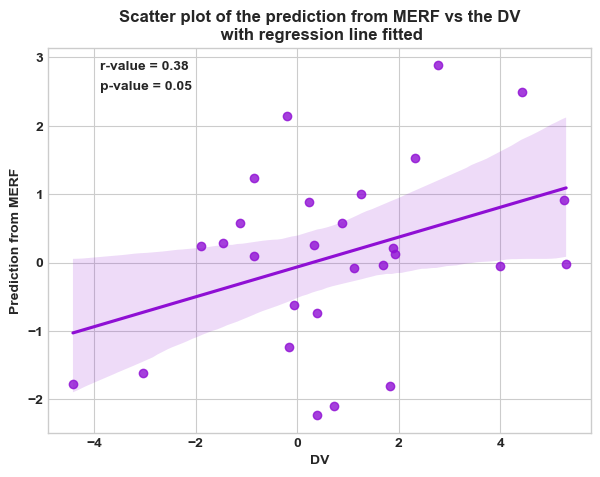 Scatter plot of the prediction from MERF vs the DV
with regression line fitted
r-value = 0.38
p-value = 0.05
Prediction from MERF
3
2
1
0
−1
−2
−4
−2
0
2
4
DV